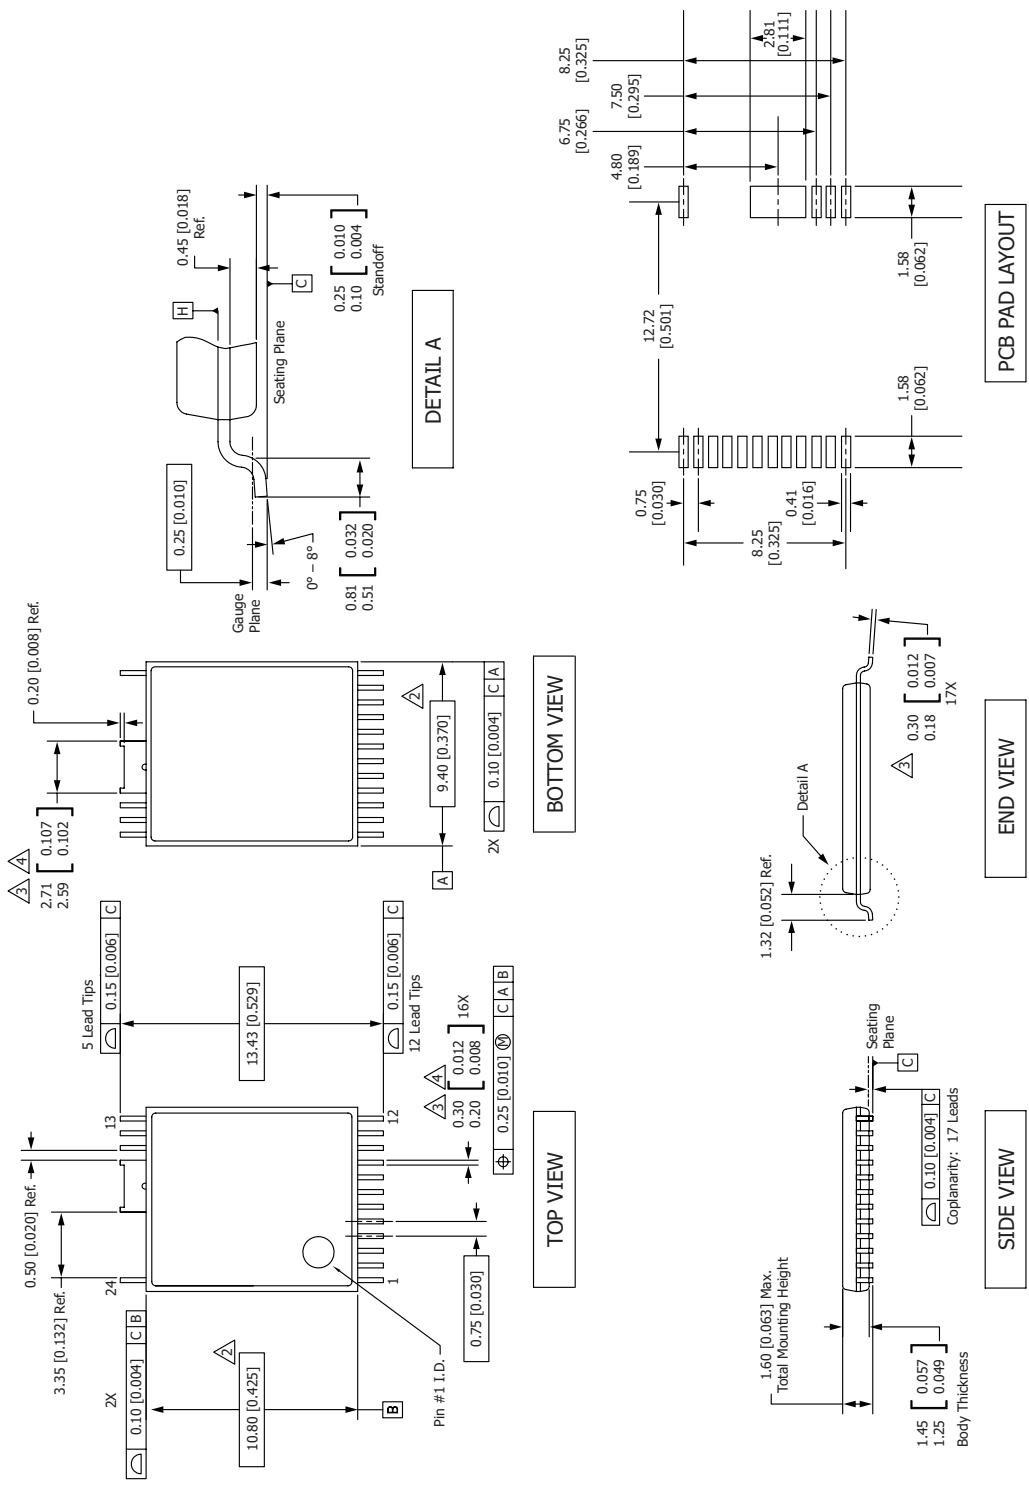 2X
0.10 [0.004] C B
3.35 [0.132] Ref.
0.50 [0.020] Ref.
24
13
5 Lead Tips
0.15 [0.006] C
2
10.80 [0.425]
13.43 [0.529]
B
1
12
0.15 [0.006] C
12 Lead Tips
Pin #1 I.D.
0.75 [0.030]
3 4
0.30 [0.012]
0.20 [0.008]
16X
0.25 [0.010] M C A B
TOP VIEW
3 4
2.71 [0.107]
2.59 [0.102]
0.20 [0.008] Ref.
2
9.40 [0.370]
A
2X
0.10 [0.004] C A
BOTTOM VIEW
Gauge
Plane
0.25 [0.010]
H
0.45 [0.018]
Ref.
0° – 8°
Seating Plane
C
0.81 [0.032]
0.51 [0.020]
0.25 [0.010]
0.10 [0.004]
Standoff
DETAIL A
1.60 [0.063] Max.
Total Mounting Height
Seating
Plane
C
0.10 [0.004] C
Coplanarity: 17 Leads
1.45 [0.057]
1.25 [0.049]
Body Thickness
SIDE VIEW
1.32 [0.052] Ref.
Detail A
3
0.30 [0.012]
0.18 [0.007]
17X
END VIEW
8.25
[0.325]
2.81
[0.111]
7.50
[0.295]
6.75
[0.266]
4.80
[0.189]
12.72
[0.501]
0.75
[0.030]
8.25
[0.325]
0.41
[0.016]
1.58
[0.062]
1.58
[0.062]
PCB PAD LAYOUT